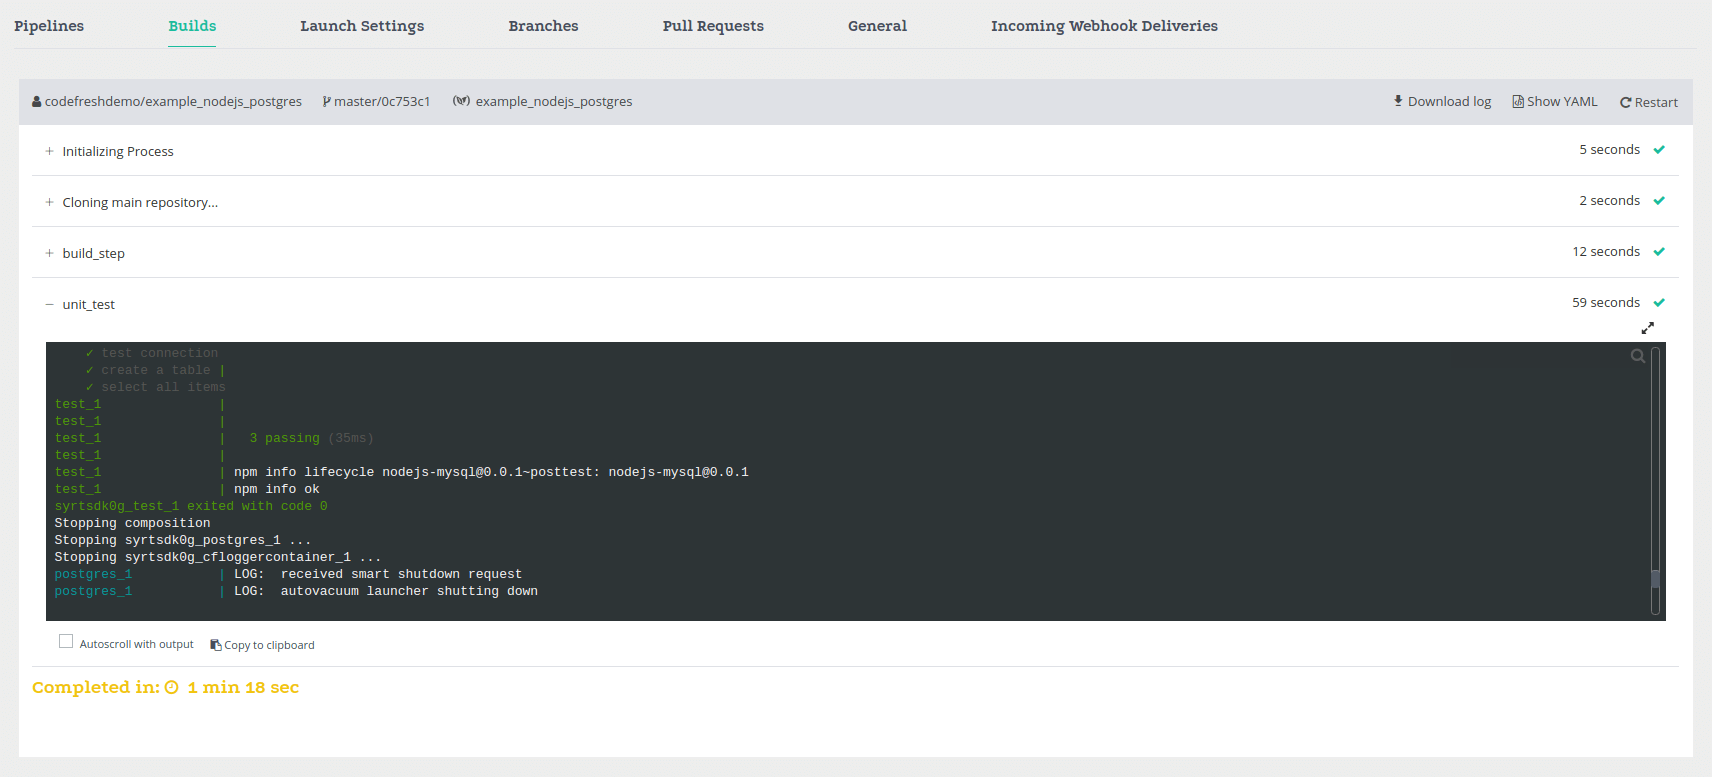 Pipelines Builds Launch Settings Branches Pull Requests General Incoming Webhook Deliveries
codefreshdemo/example_nodejs_postgres master/0c753c1 example_nodejs_postgres Download log Show YAML Restart
+ Initializing Process 5 seconds ✓
+ Cloning main repository... 2 seconds ✓
+ build_step 12 seconds ✓
− unit_test 59 seconds ✓
✓ test connection
✓ create a table |
✓ select all items
test_1 |
test_1 |
test_1 | 3 passing (35ms)
test_1 |
test_1 | npm info lifecycle nodejs-mysql@0.0.1~posttest: nodejs-mysql@0.0.1
test_1 | npm info ok
syrtsdk0g_test_1 exited with code 0
Stopping composition
Stopping syrtsdk0g_postgres_1 ...
Stopping syrtsdk0g_cfloggercontainer_1 ...
postgres_1 | LOG:  received smart shutdown request
postgres_1 | LOG:  autovacuum launcher shutting down
Autoscroll with output Copy to clipboard
Completed in: 1 min 18 sec